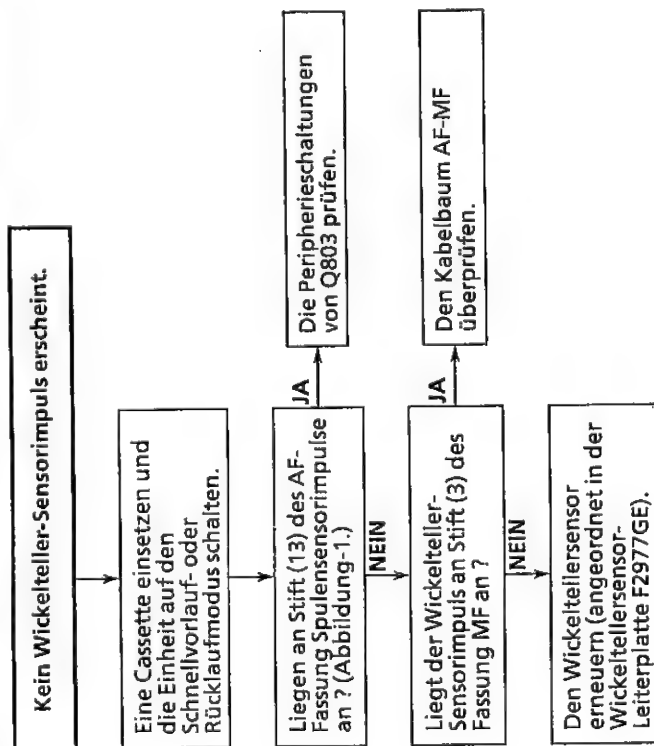 Kein Wickelteller-Sensorimpuls erscheint.
Eine Cassette einsetzen und
die Einheit auf den
Schnellvorlauf- oder
Rücklaufmodus schalten.
Liegen an Stift (13) des AF-
Fassung Spulensensorimpulse
an ? (Abbildung-1.)
JA
Die Peripherieschaltungen
von Q803 prüfen.
NEIN
Liegt der Wickelteller-
Sensorimpuls an Stift (3) des
Fassung MF an ?
JA
Den Kabelbaum AF-MF
überprüfen.
NEIN
Den Wickeltellersensor
erneuern (angeordnet in der
Wickeltellersensor-
Leiterplatte F2977GE).